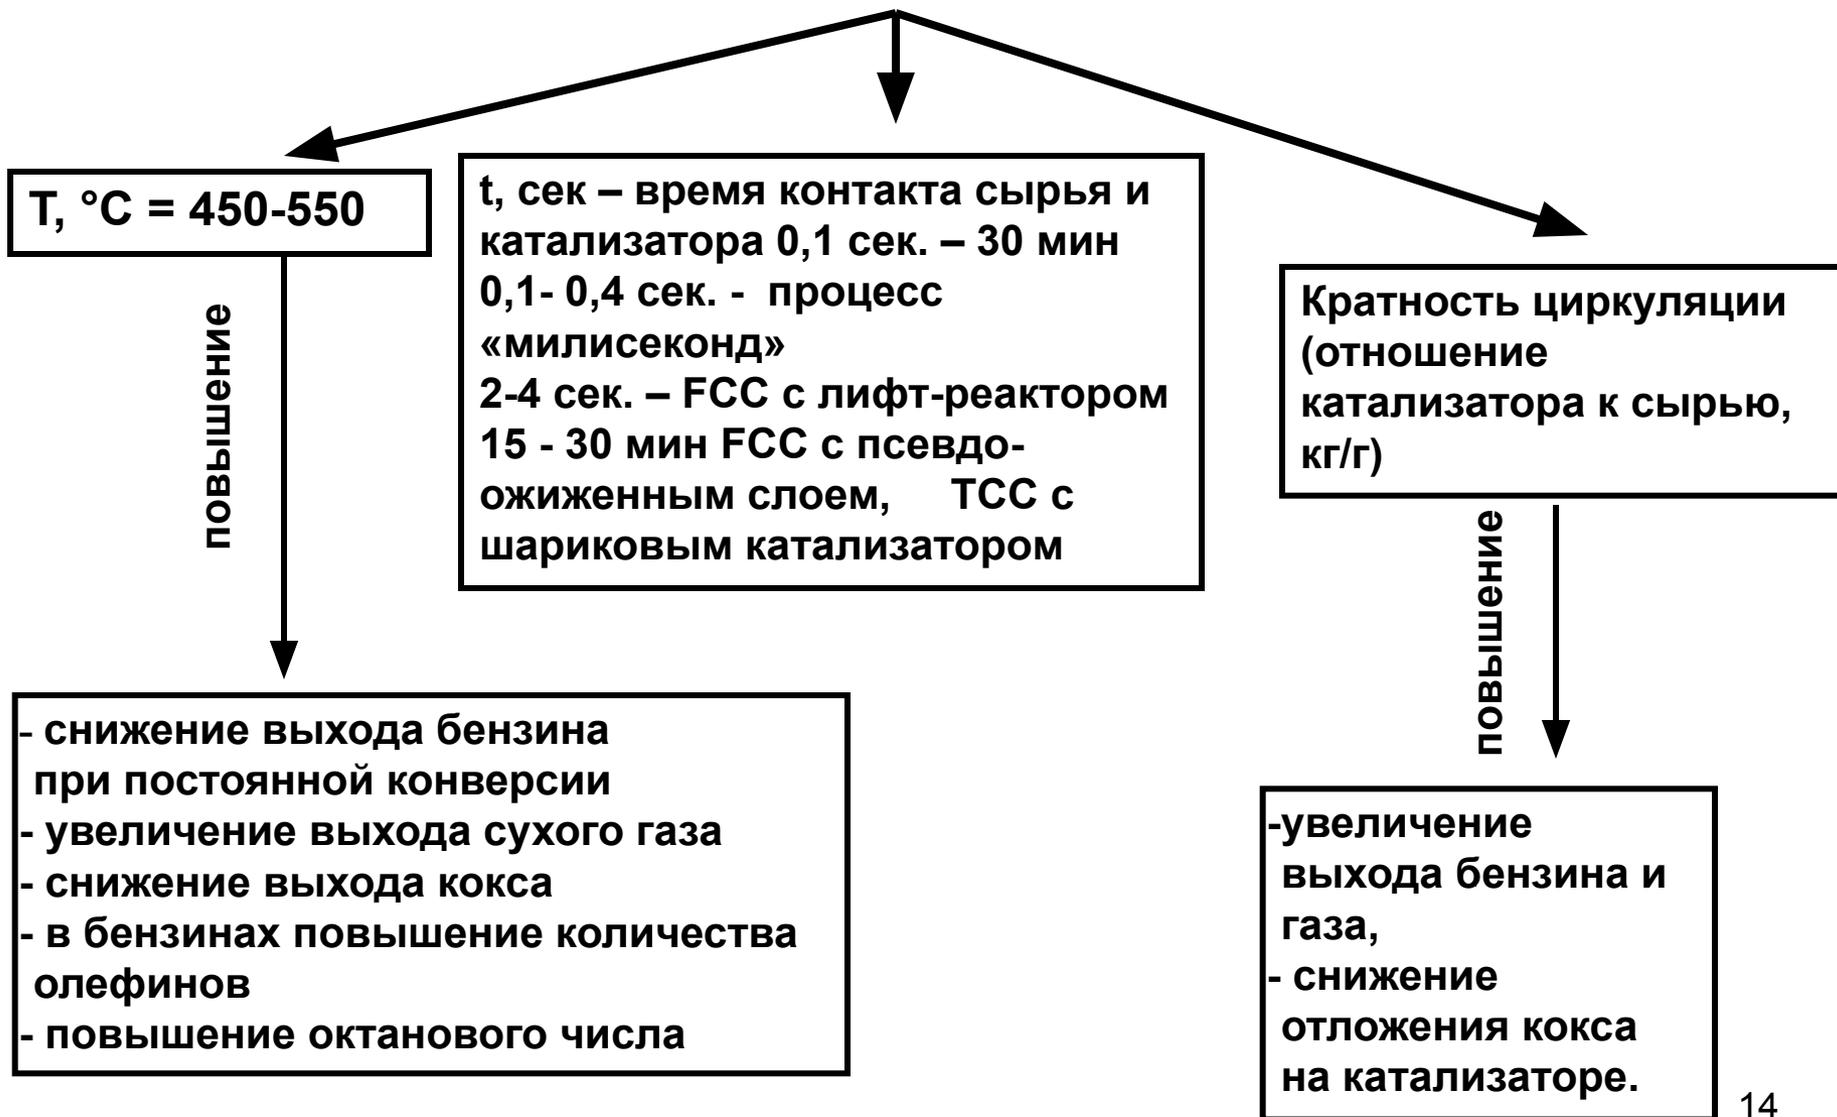 T, °C = 450-550
повышение
- снижение выхода бензина
при постоянной конверсии
- увеличение выхода сухого газа
- снижение выхода кокса
- в бензинах повышение количества
олефинов
- повышение октанового числа
t, сек – время контакта сырья и
катализатора 0,1 сек. – 30 мин
0,1- 0,4 сек. - процесс
«милисеконд»
2-4 сек. – FCC с лифт-реактором
15 - 30 мин FCC с псевдо-
ожиженным слоем, ТСС с
шариковым катализатором
Кратность циркуляции
(отношение
катализатора к сырью,
кг/г)
повышение
-увеличение
выхода бензина и
газа,
- снижение
отложения кокса
на катализаторе.
14